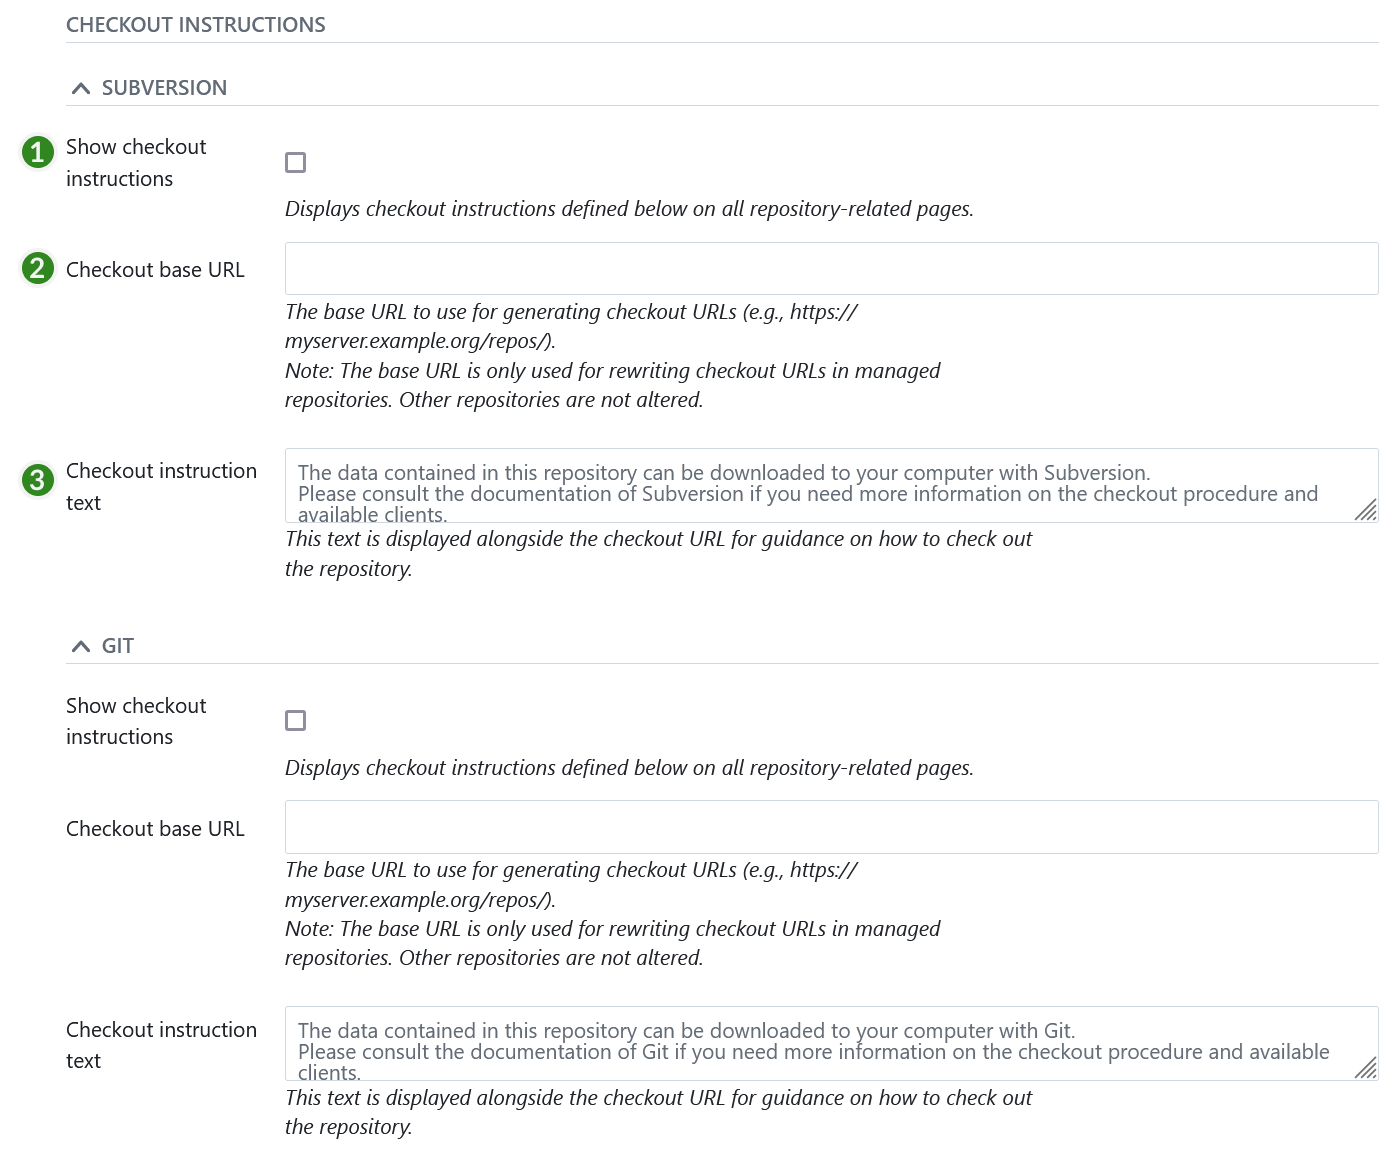 CHECKOUT INSTRUCTIONS
SUBVERSION
1 Show checkout
instructions
Displays checkout instructions defined below on all repository-related pages.
2 Checkout base URL
The base URL to use for generating checkout URLs (e.g., https://
myserver.example.org/repos/).
Note: The base URL is only used for rewriting checkout URLs in managed
repositories. Other repositories are not altered.
3 Checkout instruction
text
The data contained in this repository can be downloaded to your computer with Subversion.
Please consult the documentation of Subversion if you need more information on the checkout procedure and
available clients.
This text is displayed alongside the checkout URL for guidance on how to check out
the repository.
GIT
Show checkout
instructions
Displays checkout instructions defined below on all repository-related pages.
Checkout base URL
The base URL to use for generating checkout URLs (e.g., https://
myserver.example.org/repos/).
Note: The base URL is only used for rewriting checkout URLs in managed
repositories. Other repositories are not altered.
Checkout instruction
text
The data contained in this repository can be downloaded to your computer with Git.
Please consult the documentation of Git if you need more information on the checkout procedure and available
clients.
This text is displayed alongside the checkout URL for guidance on how to check out
the repository.